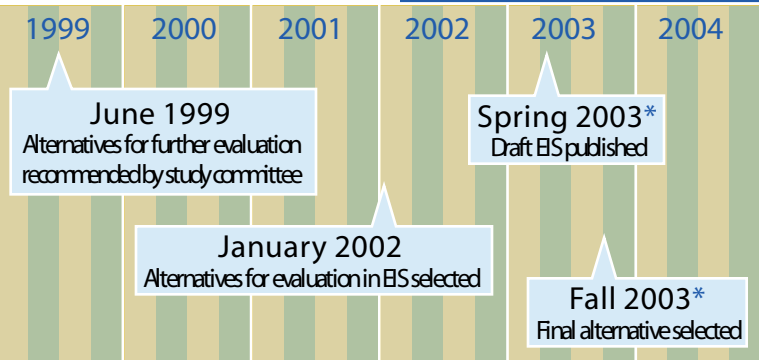 1999 2000 2001 2002 2003 2004
June 1999
Alternatives for further evaluation
recommended by study committee
Spring 2003*
Draft EIS published
January 2002
Alternatives for evaluation in EIS selected
Fall 2003*
Final alternative selected